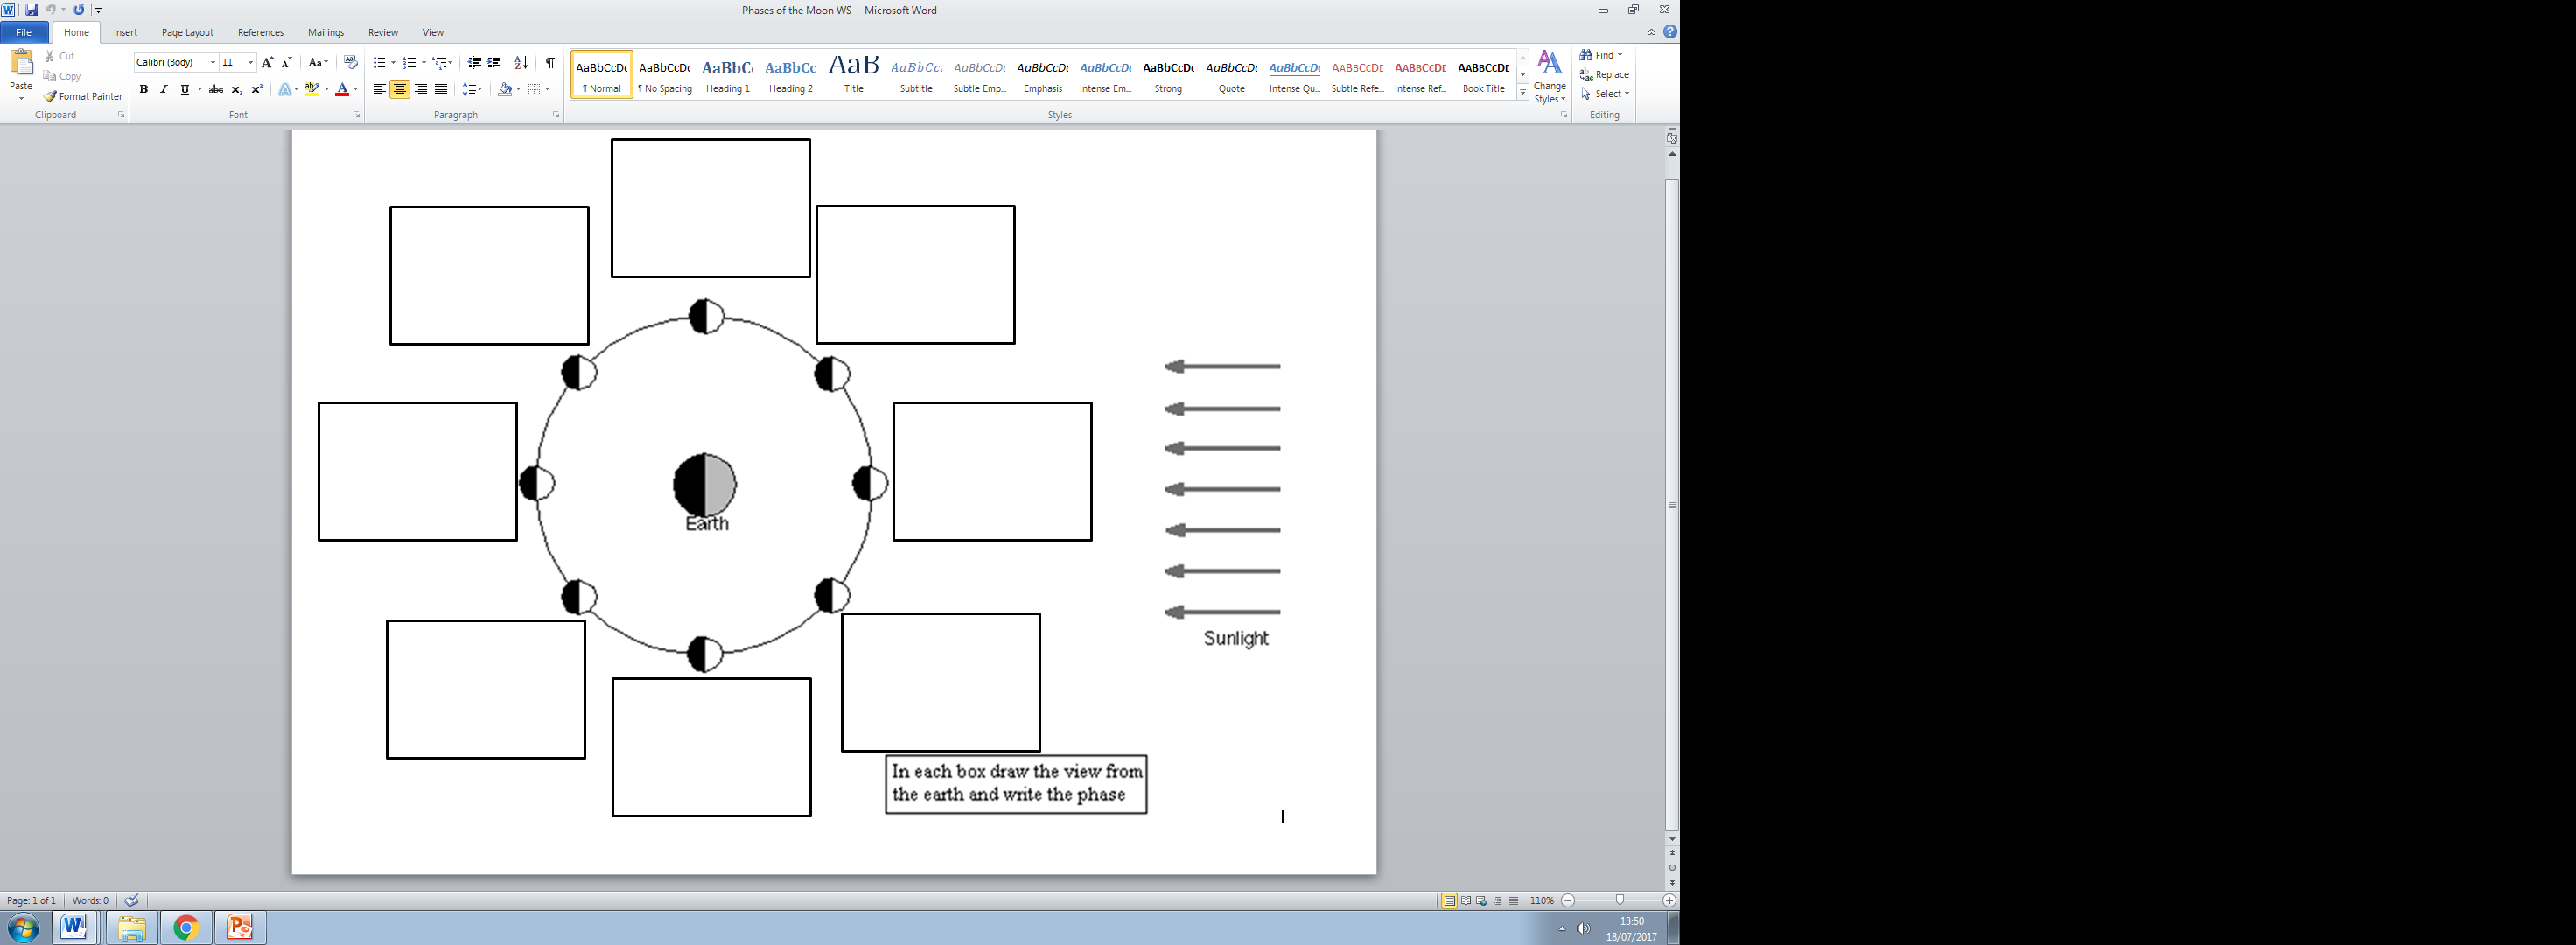 Phases of the Moon WS - Microsoft Word
File Home Insert Page Layout References Mailings Review View
Paste
Cut
Copy
Format Painter
Clipboard
Calibri (Body) 11
Font
Paragraph
AaBbCcDc AaBbCcDc AaBbC AaBbCc AaB AaBbCc. AaBbCcDc AaBbCcDc AaBbCcDc AaBbCcDc AaBbCcDc AaBbCcDc AaBbCcDc AaBbCcDc AaBbCcDc
¶ Normal ¶ No Spacing Heading 1 Heading 2 Title Subtitle Subtle Emp... Emphasis Intense Em... Strong Quote Intense Qu... Subtle Refe... Intense Ref... Book Title
Change
Styles
Styles
Find
Replace
Select
Editing
Earth
Sunlight
In each box draw the view from
the earth and write the phase
Page: 1 of 1 Words: 0
110%
13:50
18/07/2017